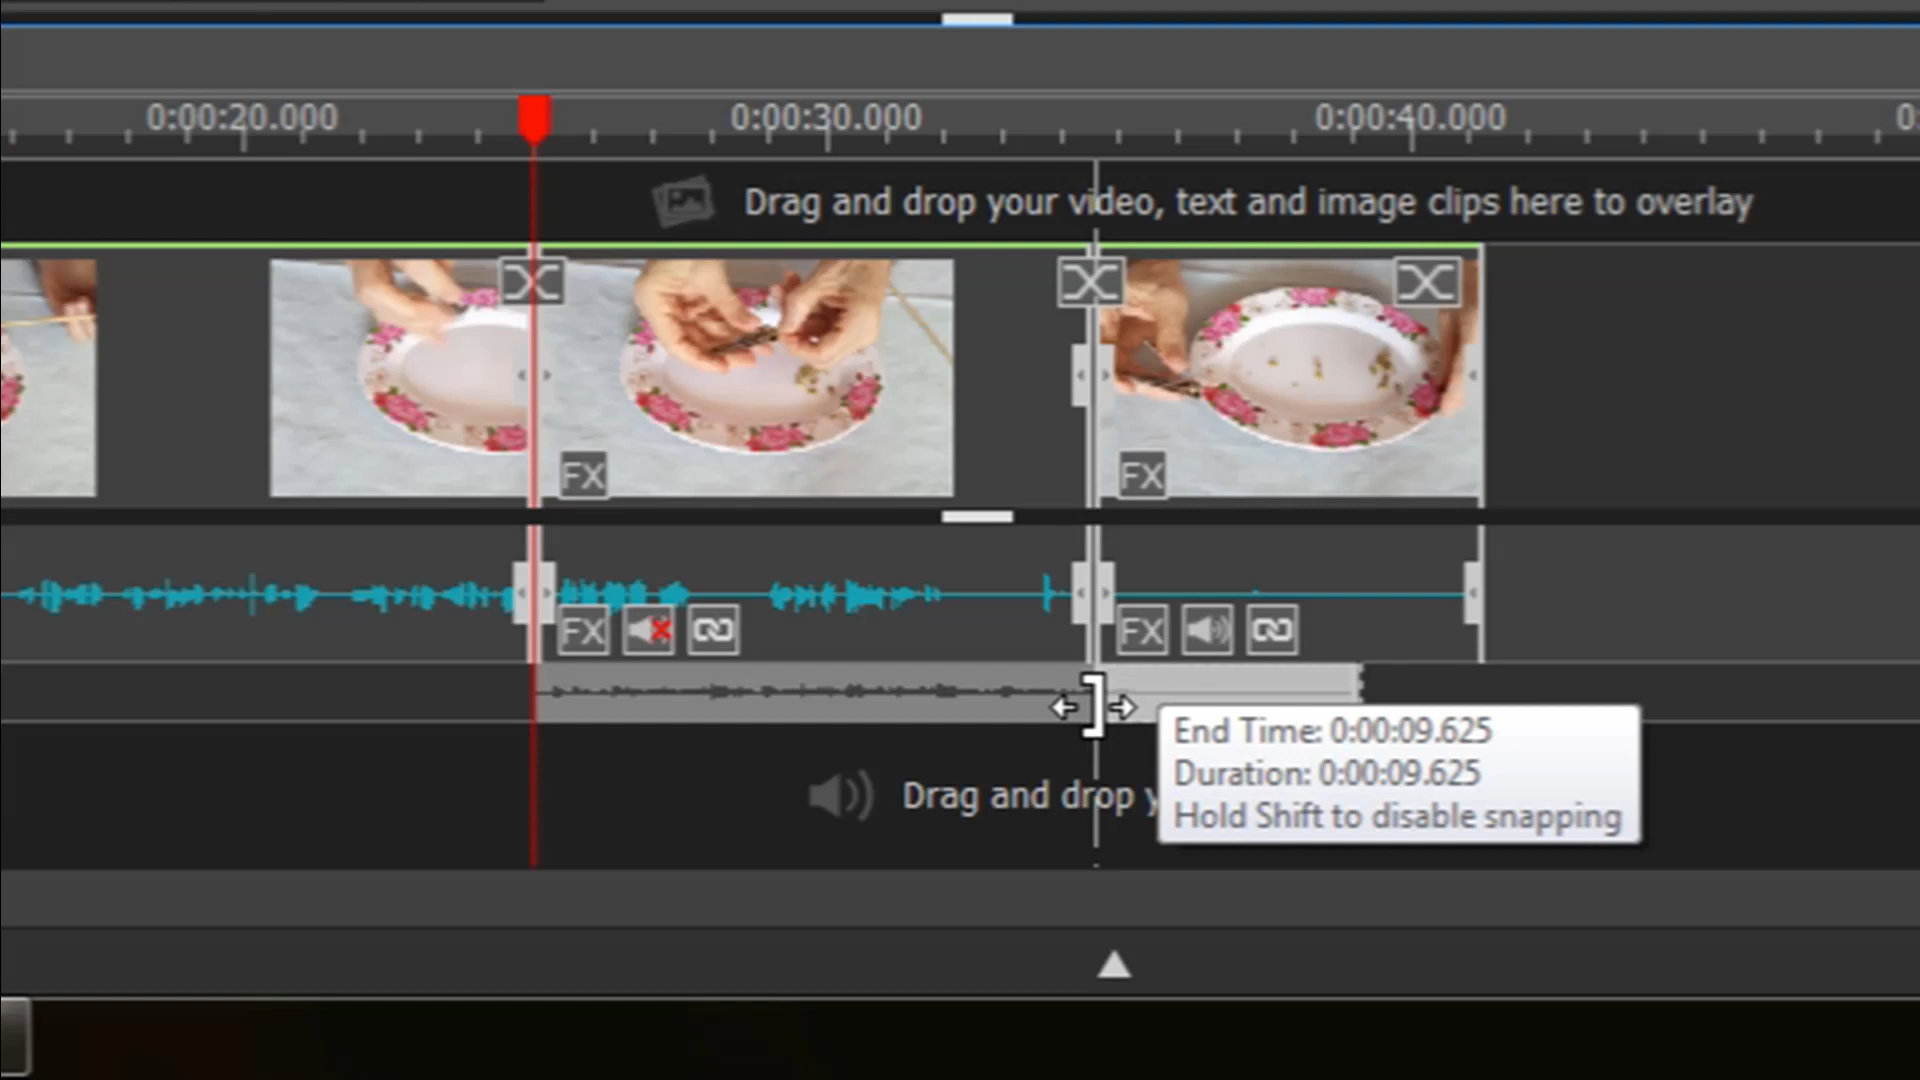 0:00:20.000 0:00:30.000 0:00:40.000 0:
Drag and drop your video, text and image clips here to overlay
FX FX
FX FX
End Time: 0:00:09.625
Duration: 0:00:09.625
Drag and drop y
Hold Shift to disable snapping